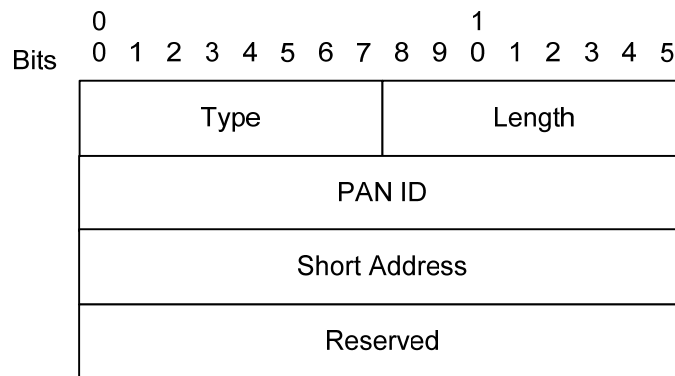 0 1
Bits 0 1 2 3 4 5 6 7 8 9 0 1 2 3 4 5
Type Length
PAN ID
Short Address
Reserved